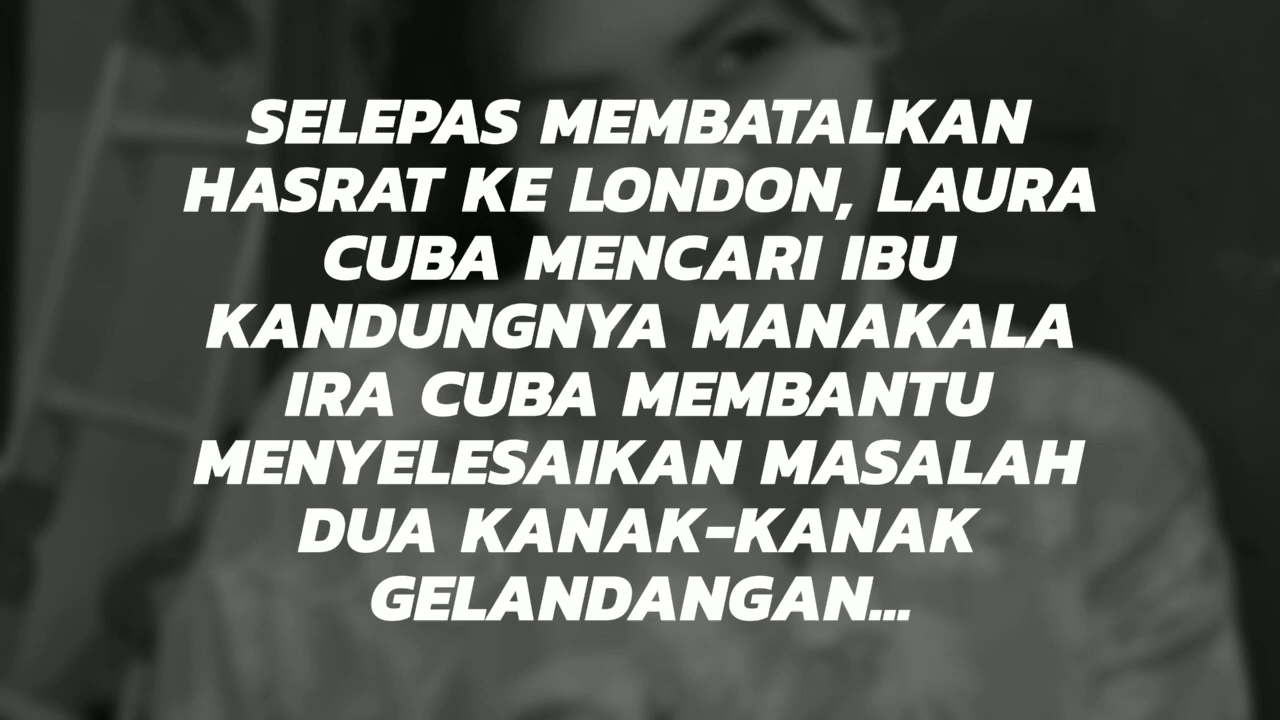 SELEPAS MEMBATALKAN
HASRAT KE LONDON, LAURA
CUBA MENCARI IBU
KANDUNGNYA MANAKALA
IRA CUBA MEMBANTU
MENYELESAIKAN MASALAH
DUA KANAK-KANAK
GELANDANGAN...